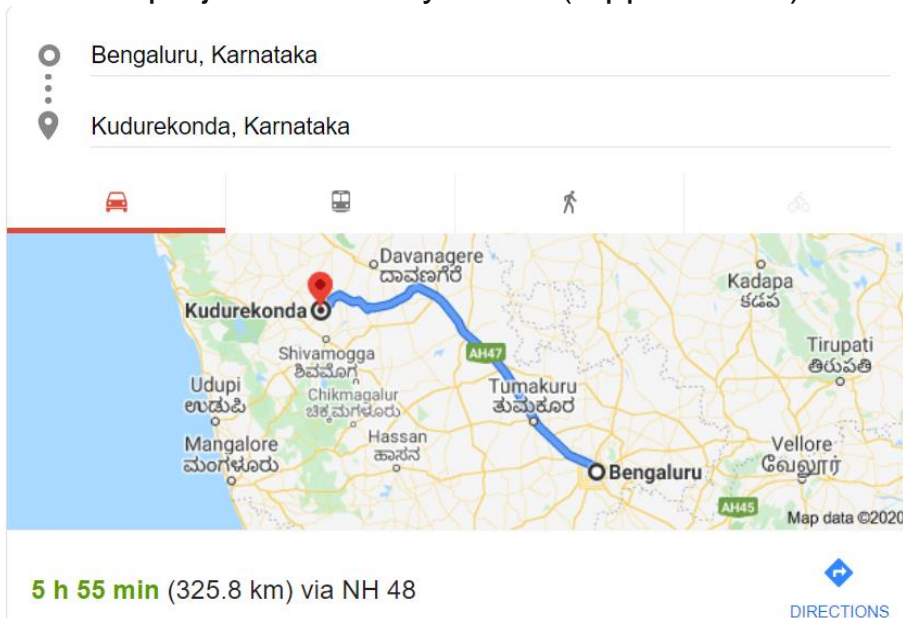 Bengaluru, Karnataka
Kudurekonda, Karnataka
Davanagere
ದಾವಣಗೆರೆ
Kadapa
కడప
Kudurekonda
Shivamogga
ಶಿವಮೊಗ್ಗ
AH47
Tirupati
తిరుపతి
Udupi
ಉಡುಪಿ
Chikmagalur
ಚಿಕ್ಕಮಗಳೂರು
Tumakuru
ತುಮಕೂರ
Mangalore
ಮಂಗಳೂರು
Hassan
ಹಾಸನ
Bengaluru
Vellore
வேலூர்
AH45
Map data ©2020
5 h 55 min (325.8 km) via NH 48
DIRECTIONS